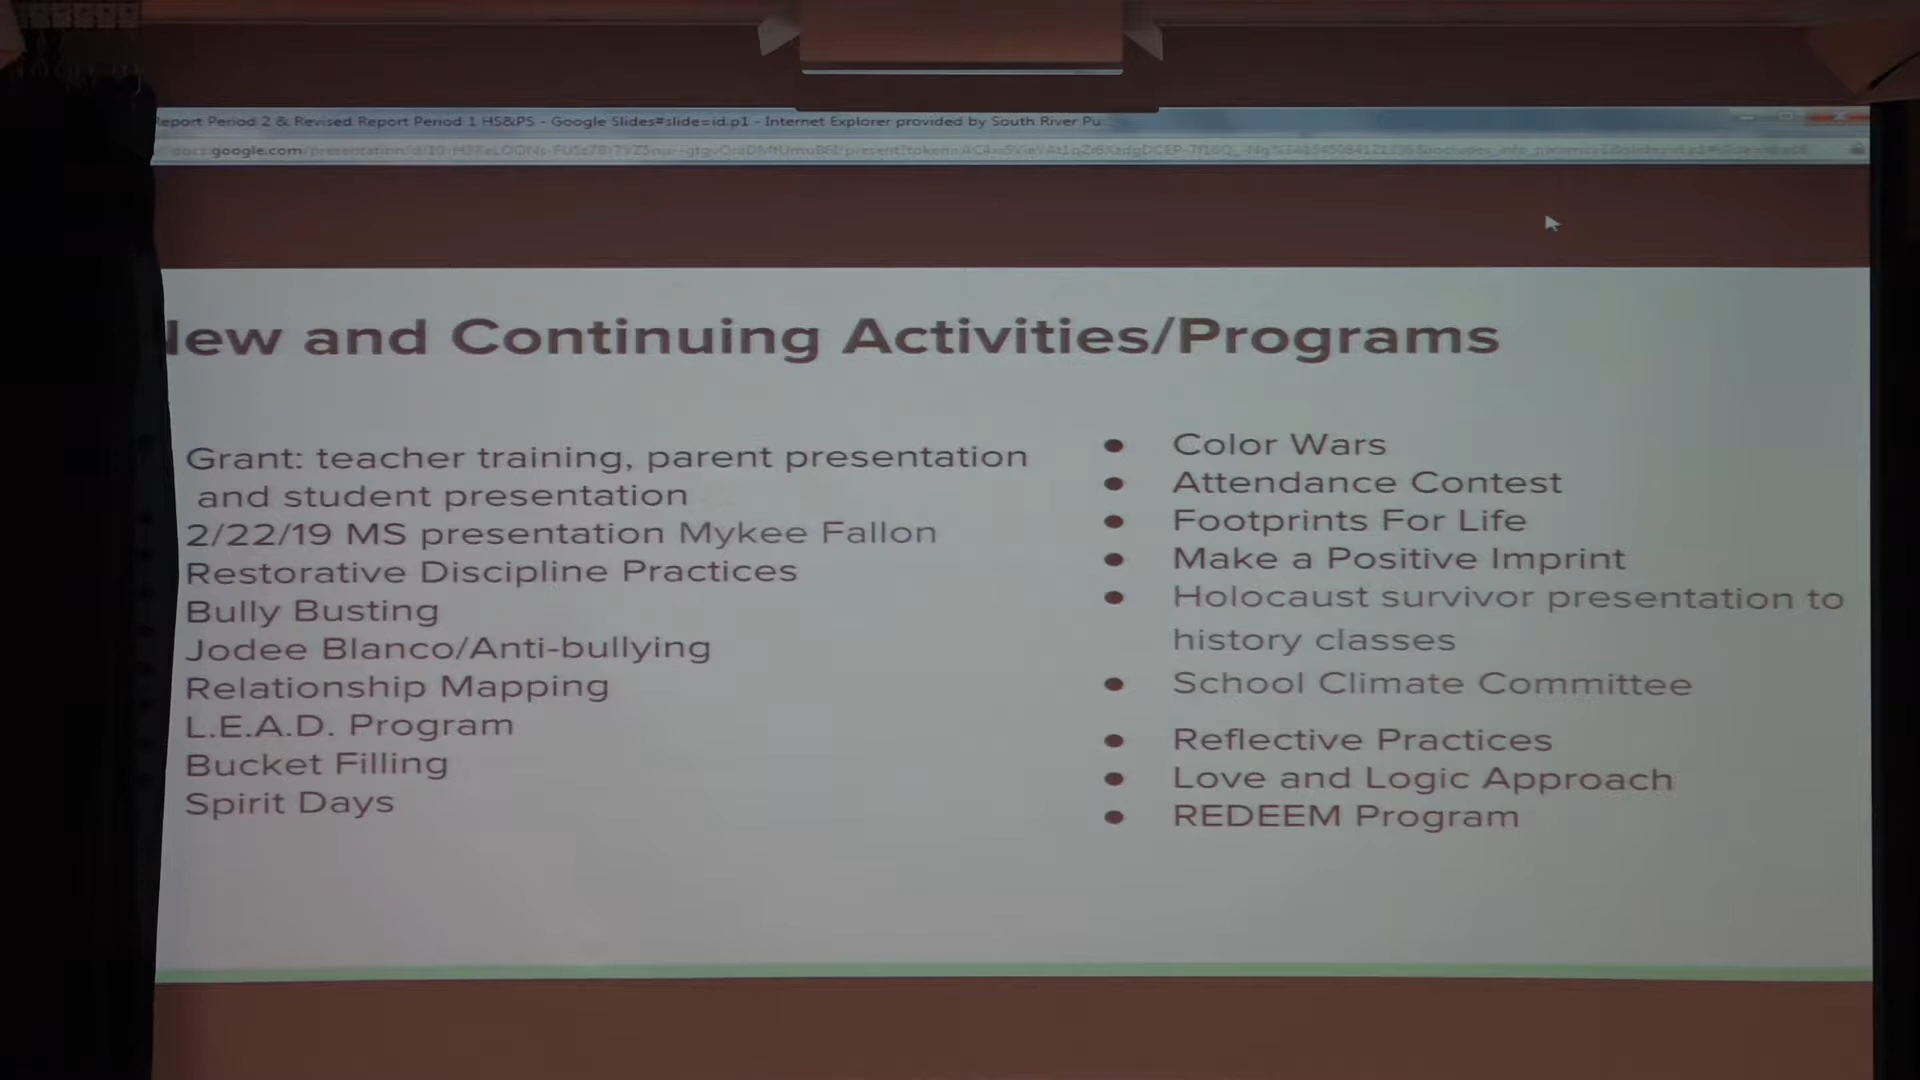 Report Period 2 & Revised Report Period 1 HS&PS - Google Slides#slide=id.p1 - Internet Explorer provided by South River Pu
docs.google.com/presentation/d/
New and Continuing Activities/Programs
Grant: teacher training, parent presentation
and student presentation
2/22/19 MS presentation Mykee Fallon
Restorative Discipline Practices
Bully Busting
Jodee Blanco/Anti-bullying
Relationship Mapping
L.E.A.D. Program
Bucket Filling
Spirit Days
• Color Wars
• Attendance Contest
• Footprints For Life
• Make a Positive Imprint
• Holocaust survivor presentation to
history classes
• School Climate Committee
• Reflective Practices
• Love and Logic Approach
• REDEEM Program